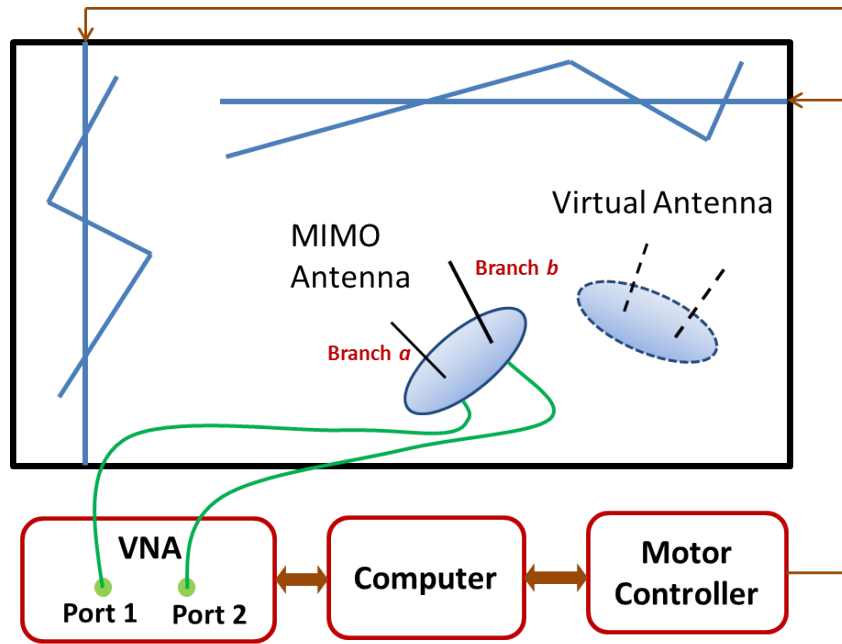 Virtual Antenna
MIMO
Antenna
Branch b
Branch a
VNA
Port 1
Port 2
Computer
Motor
Controller